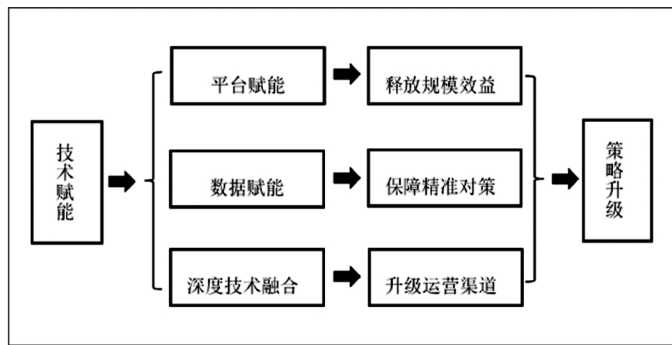 技术赋能
平台赋能
释放规模效益
数据赋能
保障精准对策
深度技术融合
升级运营渠道
策略升级